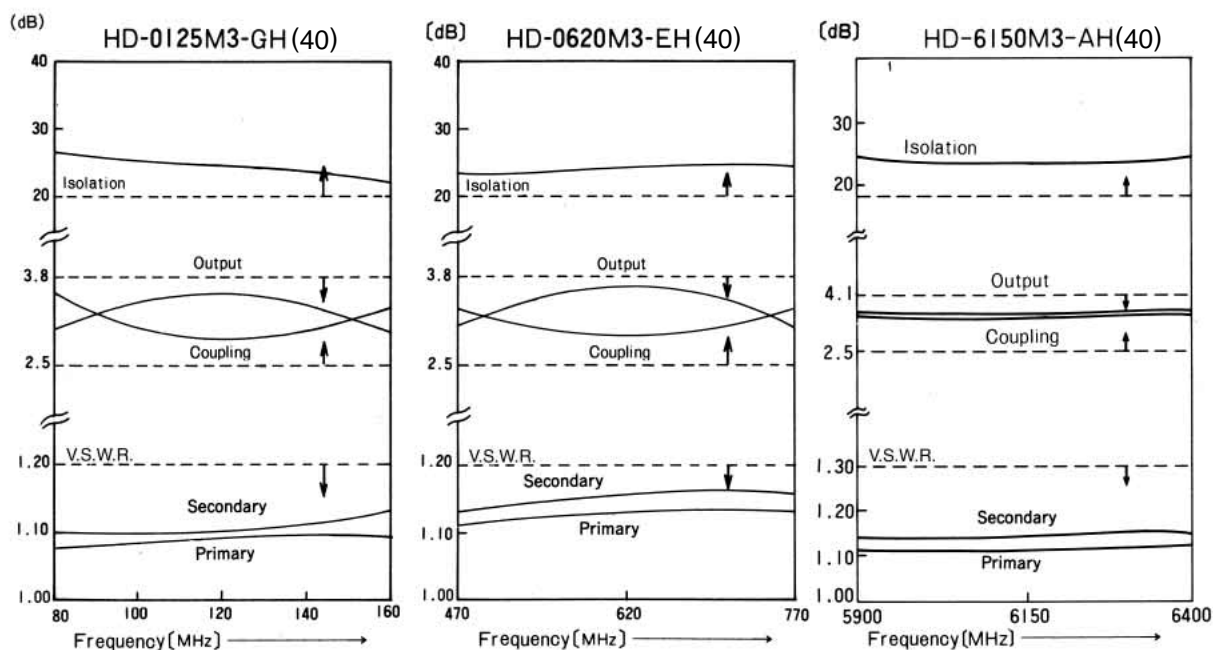 (dB)
HD-0125M3-GH(40)
40
30
Isolation
20
3.8
Output
Coupling
2.5
V.S.W.R.
1.20
Secondary
1.10
Primary
1.00
80
100
120
140
160
Frequency[MHz]
[dB]
HD-0620M3-EH(40)
40
30
Isolation
20
3.8
Output
Coupling
2.5
V.S.W.R.
1.20
Secondary
1.10
Primary
1.00
470
620
770
Frequency[MHz]
[dB]
HD-6150M3-AH(40)
30
Isolation
20
Output
4.1
Coupling
2.5
V.S.W.R.
1.30
1.20
Secondary
1.10
Primary
1.00
5900
6150
6400
Frequency[MHz]